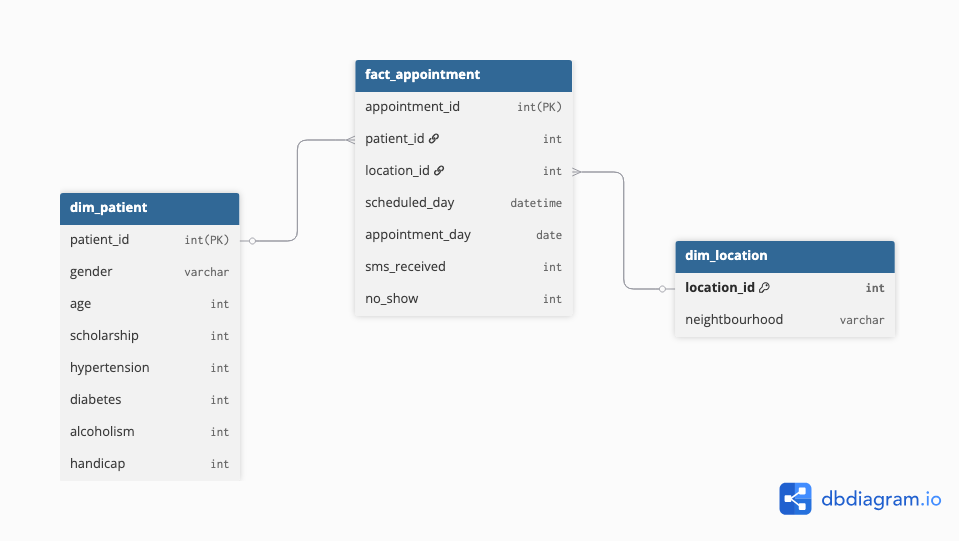 fact_appointment
appointment_id int(PK)
patient_id int
location_id int
scheduled_day datetime
appointment_day date
sms_received int
no_show int
dim_patient
patient_id int(PK)
gender varchar
age int
scholarship int
hypertension int
diabetes int
alcoholism int
handicap int
dim_location
location_id int
neightbourhood varchar
dbdiagram.io